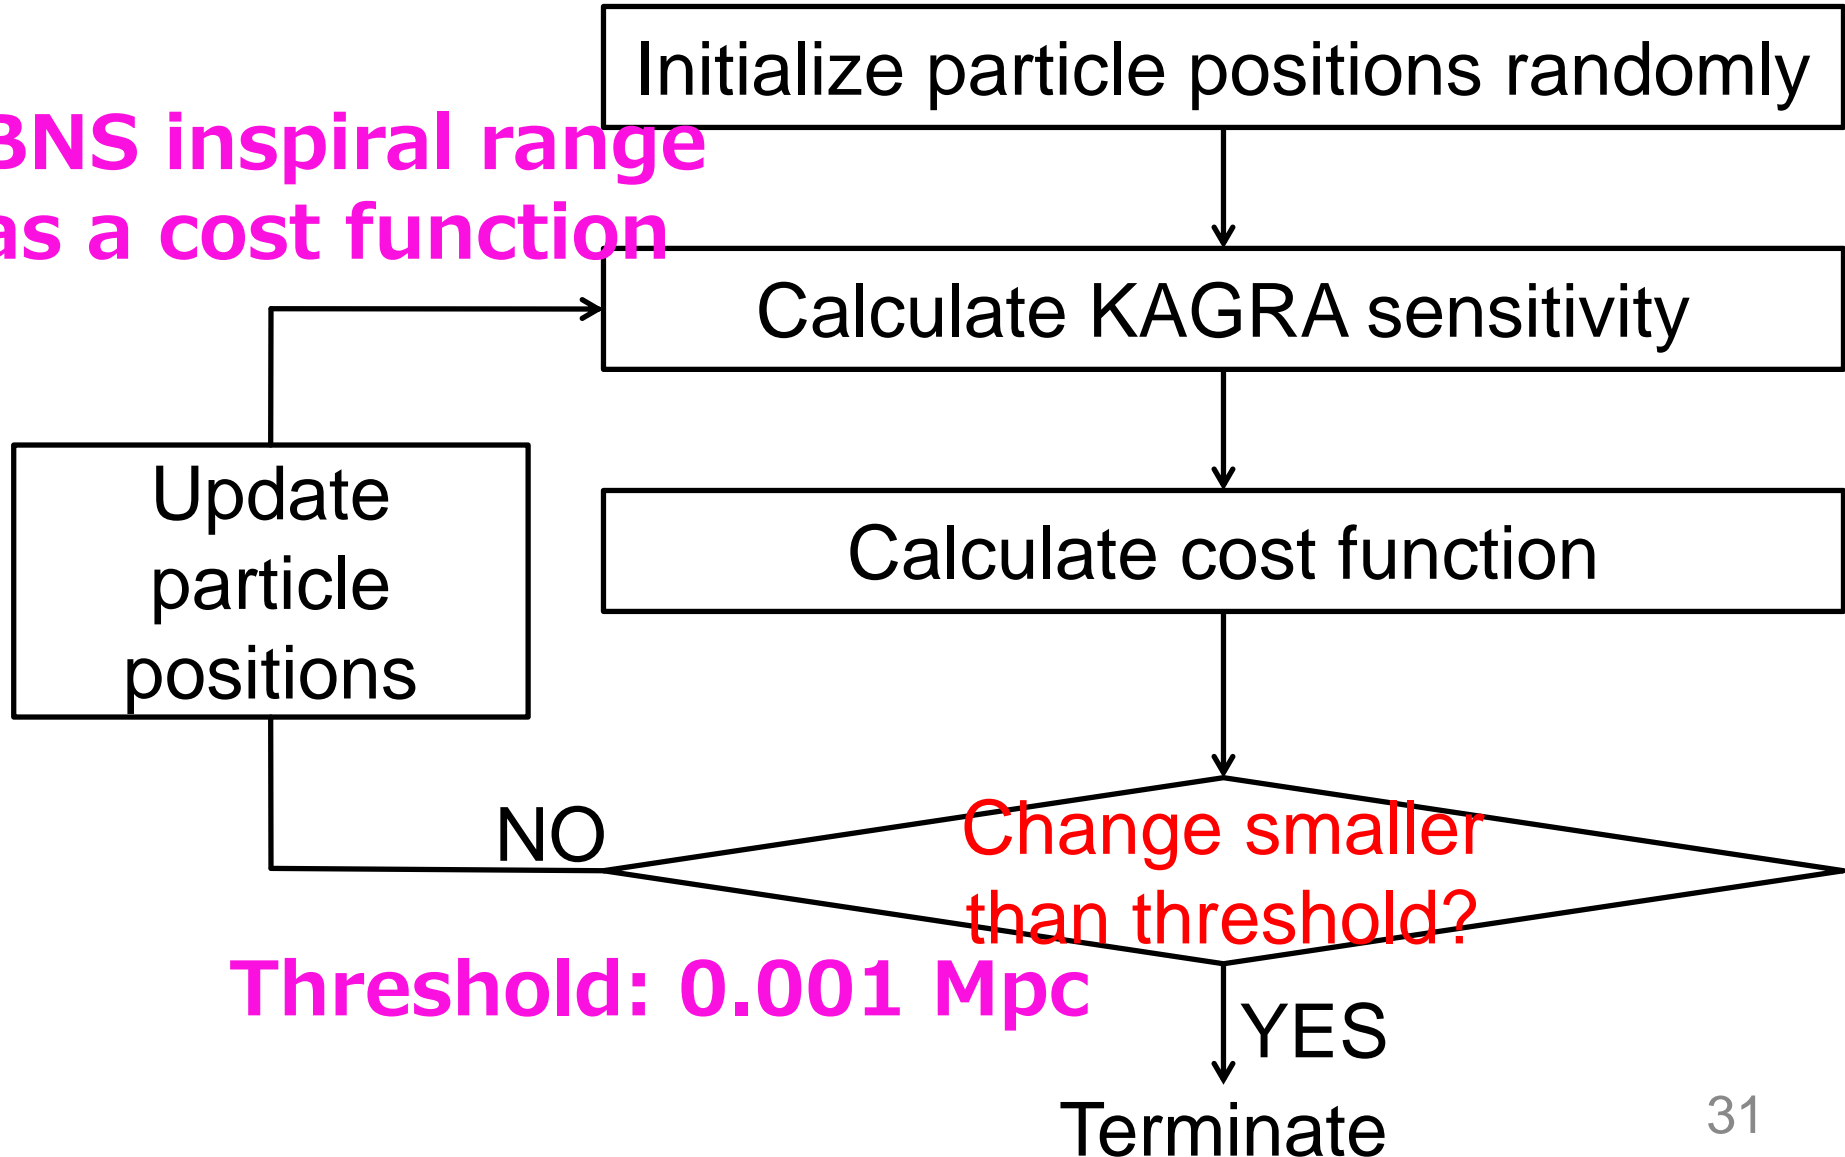 Initialize particle positions randomly
BNS inspiral range
as a cost function
Calculate KAGRA sensitivity
Update
particle
positions
Calculate cost function
NO
Change smaller
than threshold?
Threshold: 0.001 Mpc
YES
Terminate
31